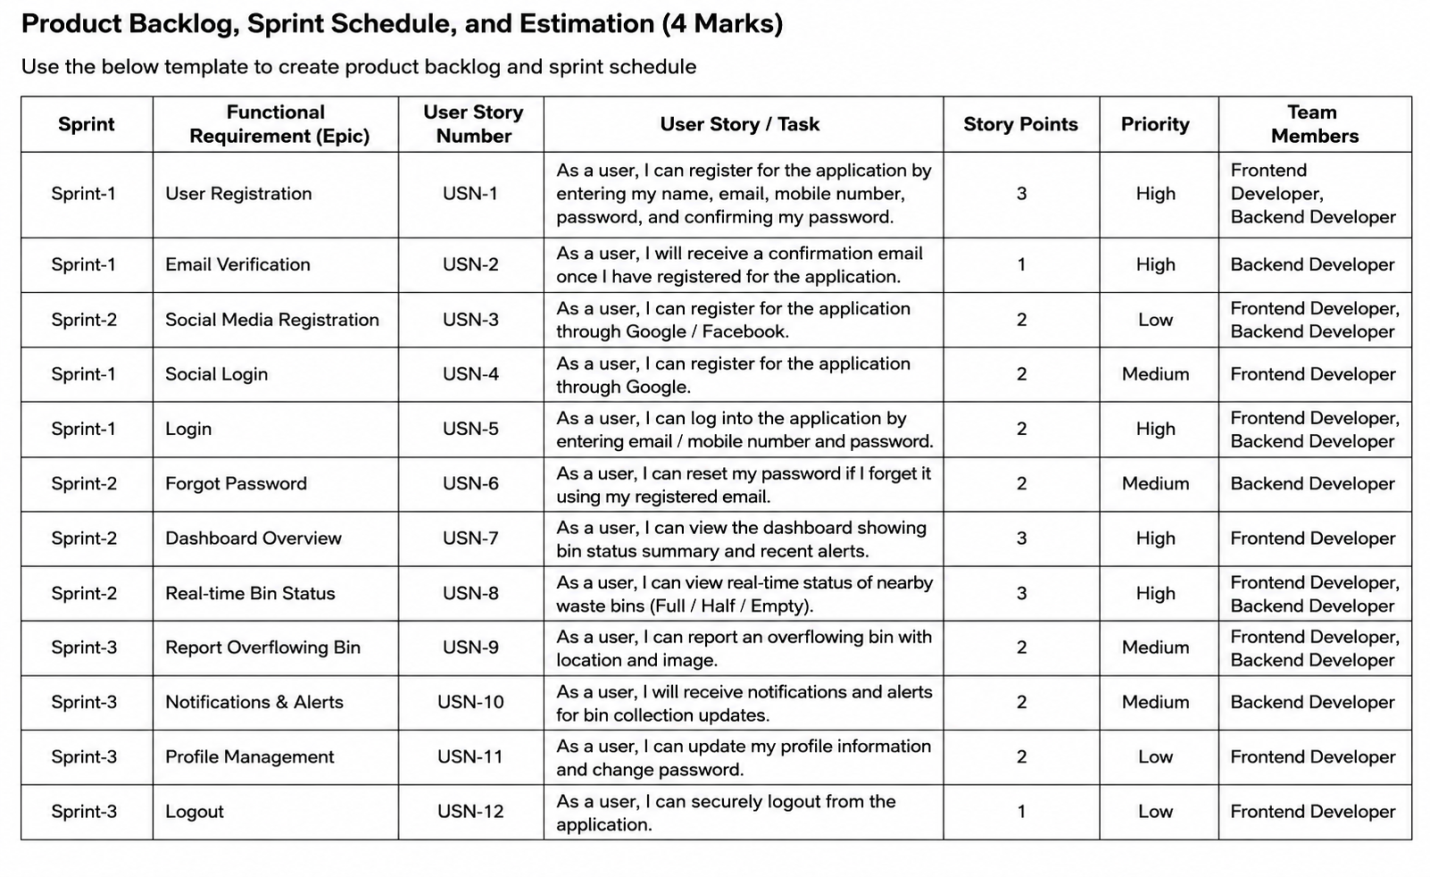 Product Backlog, Sprint Schedule, and Estimation (4 Marks)
Use the below template to create product backlog and sprint schedule
Sprint
Functional
Requirement (Epic)
User Story
Number
User Story / Task
Story Points
Priority
Team
Members
Sprint-1
User Registration
USN-1
As a user, I can register for the application by
entering my name, email, mobile number,
password, and confirming my password.
3
High
Frontend
Developer,
Backend Developer
Sprint-1
Email Verification
USN-2
As a user, I will receive a confirmation email
once I have registered for the application.
1
High
Backend Developer
Sprint-2
Social Media Registration
USN-3
As a user, I can register for the application
through Google / Facebook.
2
Low
Frontend Developer,
Backend Developer
Sprint-1
Social Login
USN-4
As a user, I can register for the application
through Google.
2
Medium
Frontend Developer
Sprint-1
Login
USN-5
As a user, I can log into the application by
entering email / mobile number and password.
2
High
Frontend Developer,
Backend Developer
Sprint-2
Forgot Password
USN-6
As a user, I can reset my password if I forget it
using my registered email.
2
Medium
Backend Developer
Sprint-2
Dashboard Overview
USN-7
As a user, I can view the dashboard showing
bin status summary and recent alerts.
3
High
Frontend Developer
Sprint-2
Real-time Bin Status
USN-8
As a user, I can view real-time status of nearby
waste bins (Full / Half / Empty).
3
High
Frontend Developer,
Backend Developer
Sprint-3
Report Overflowing Bin
USN-9
As a user, I can report an overflowing bin with
location and image.
2
Medium
Frontend Developer,
Backend Developer
Sprint-3
Notifications & Alerts
USN-10
As a user, I will receive notifications and alerts
for bin collection updates.
2
Medium
Backend Developer
Sprint-3
Profile Management
USN-11
As a user, I can update my profile information
and change password.
2
Low
Frontend Developer
Sprint-3
Logout
USN-12
As a user, I can securely logout from the
application.
1
Low
Frontend Developer